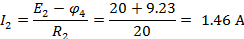 I₂ = (E₂ − φ₄) / R₂ = (20 + 9.23) / 20 = 1.46 A